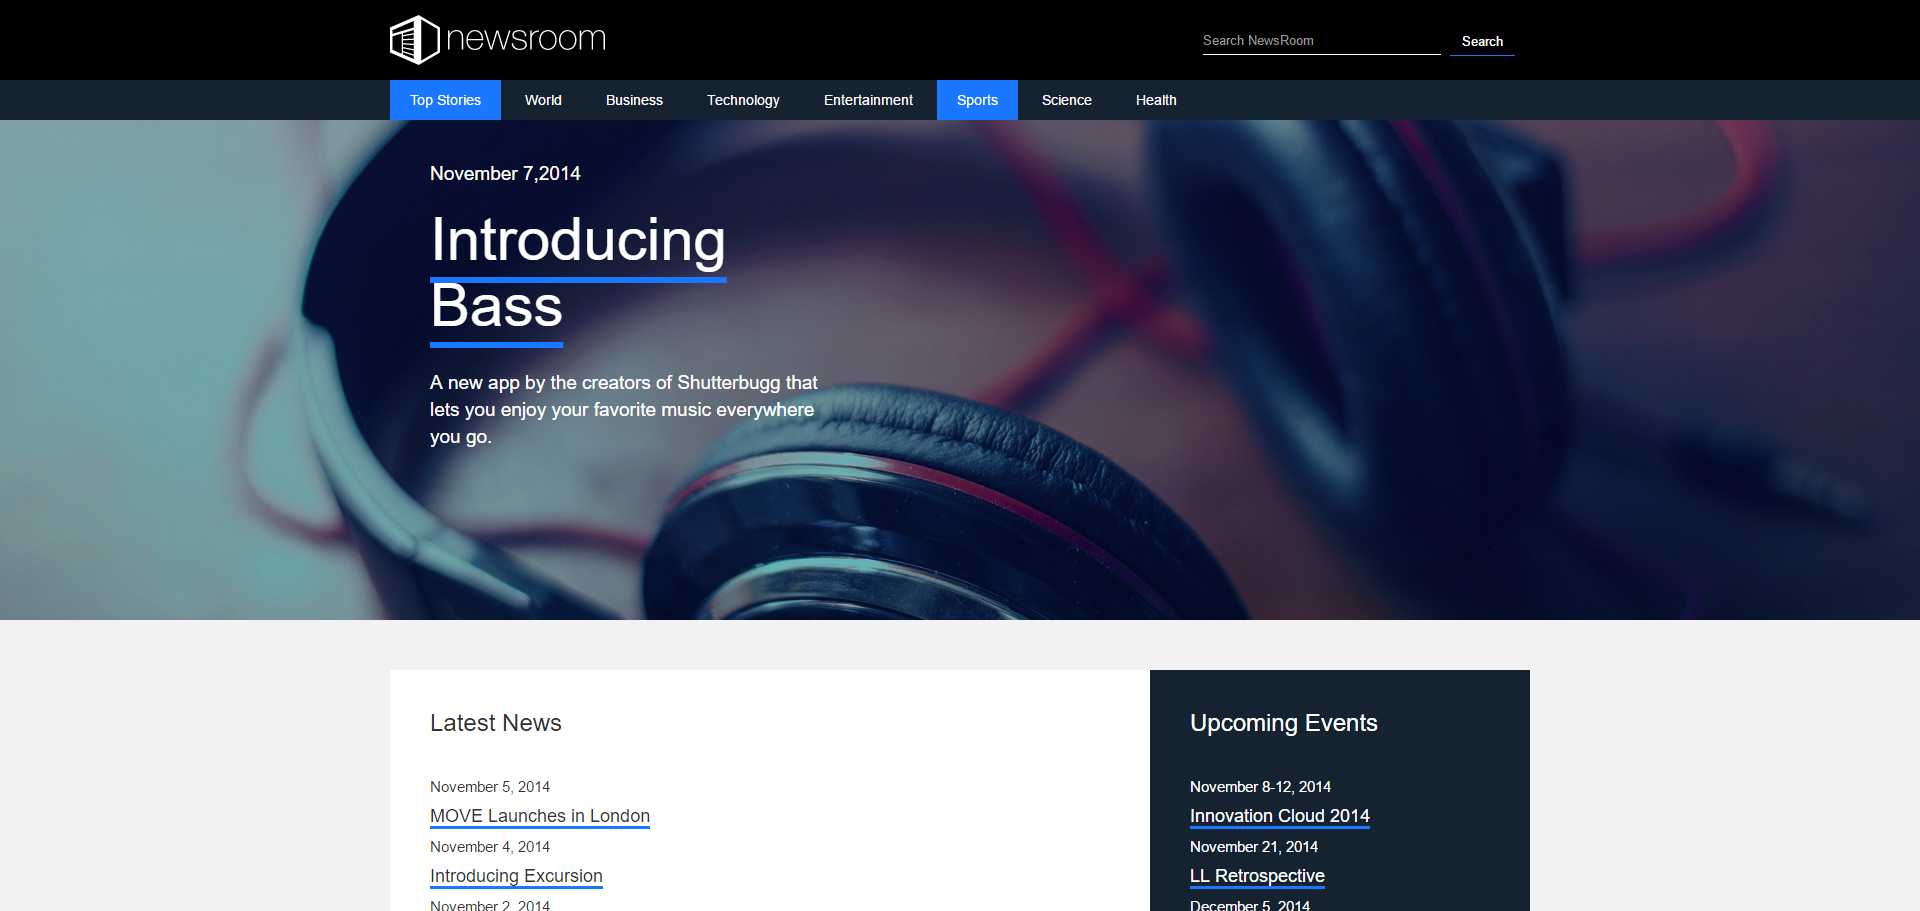 newsroom
Search NewsRoom
Search
Top Stories World Business Technology Entertainment Sports Science Health
November 7,2014
Introducing
Bass
A new app by the creators of Shutterbugg that
lets you enjoy your favorite music everywhere
you go.
Latest News
November 5, 2014
MOVE Launches in London
November 4, 2014
Introducing Excursion
November 2, 2014
Upcoming Events
November 8-12, 2014
Innovation Cloud 2014
November 21, 2014
LL Retrospective
December 5, 2014